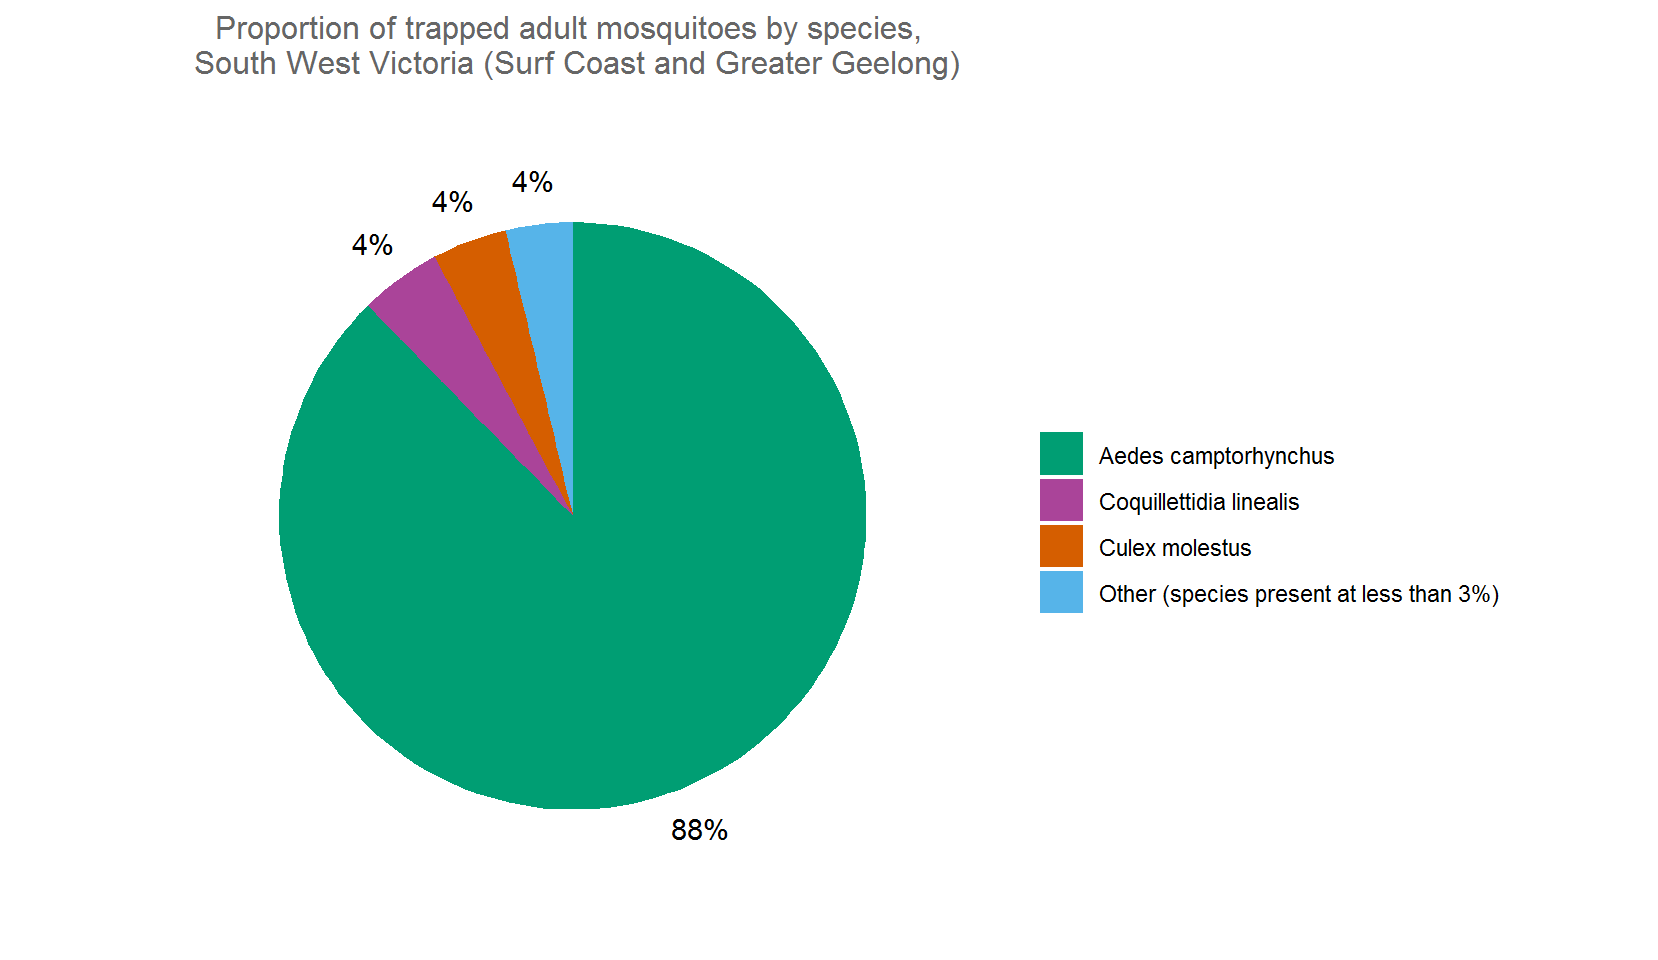 Proportion of trapped adult mosquitoes by species,
South West Victoria (Surf Coast and Greater Geelong)
4%
4%
4%
88%
Aedes camptorhynchus
Coquillettidia linealis
Culex molestus
Other (species present at less than 3%)